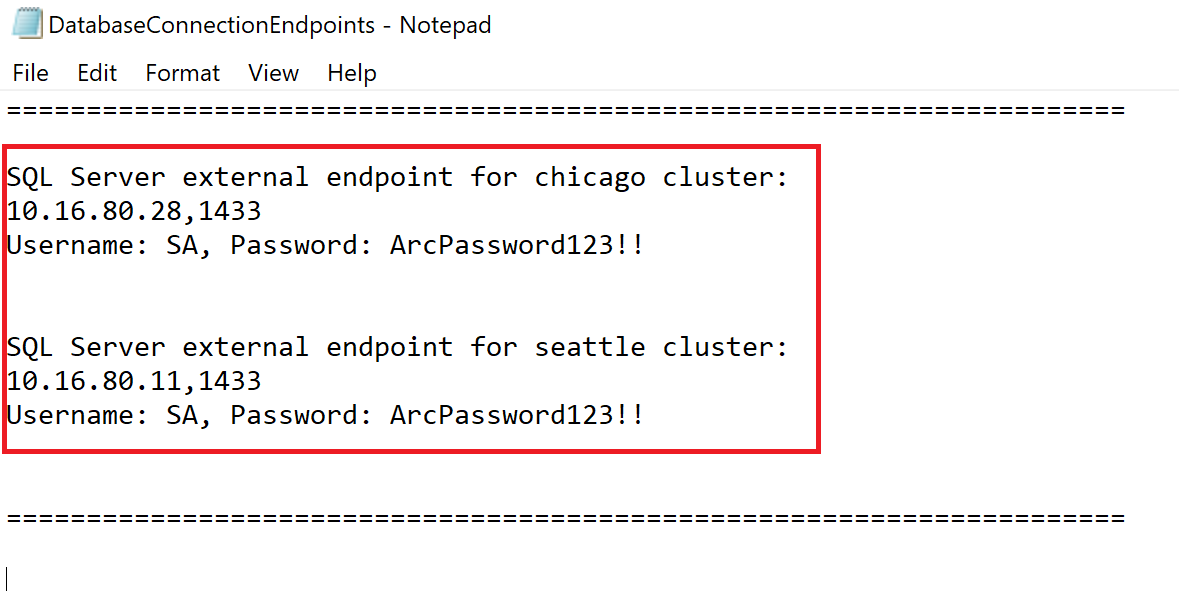 DatabaseConnectionEndpoints - Notepad
File Edit Format View Help
======================================================================
SQL Server external endpoint for chicago cluster:
10.16.80.28,1433
Username: SA, Password: ArcPassword123!!
SQL Server external endpoint for seattle cluster:
10.16.80.11,1433
Username: SA, Password: ArcPassword123!!
======================================================================